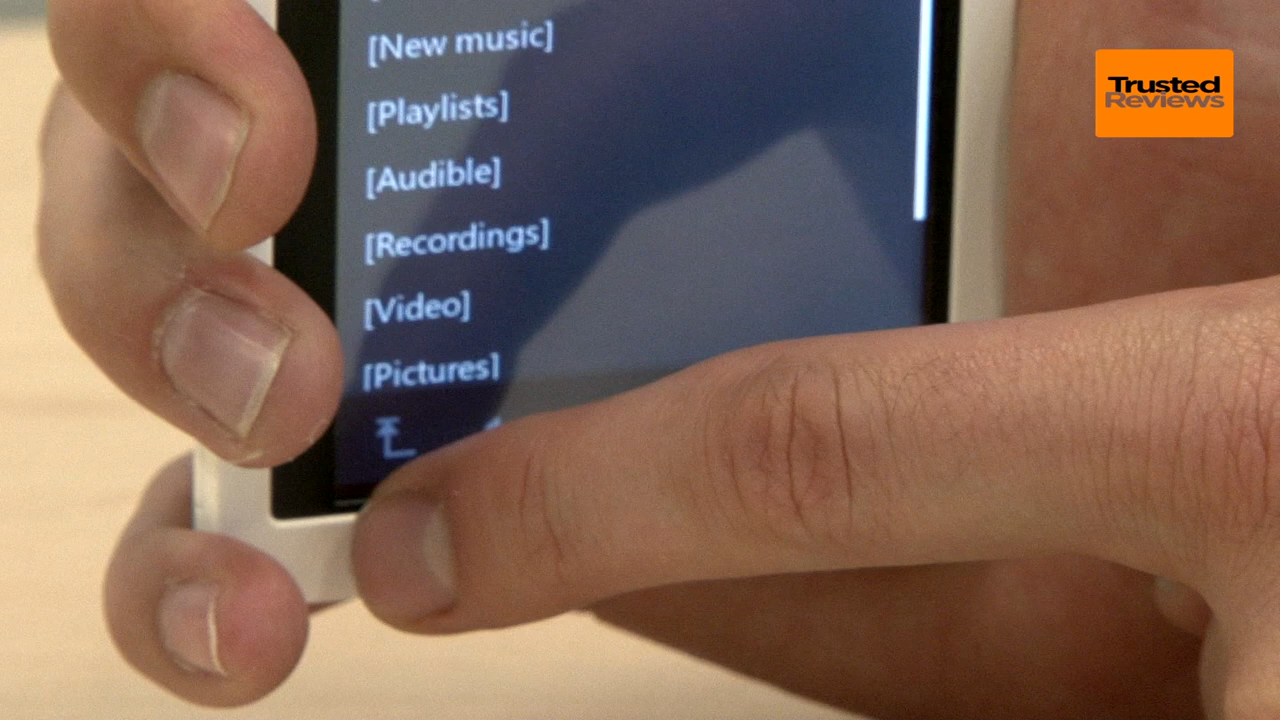 [New music]
[Playlists]
[Audible]
[Recordings]
[Video]
[Pictures]
Trusted
Reviews